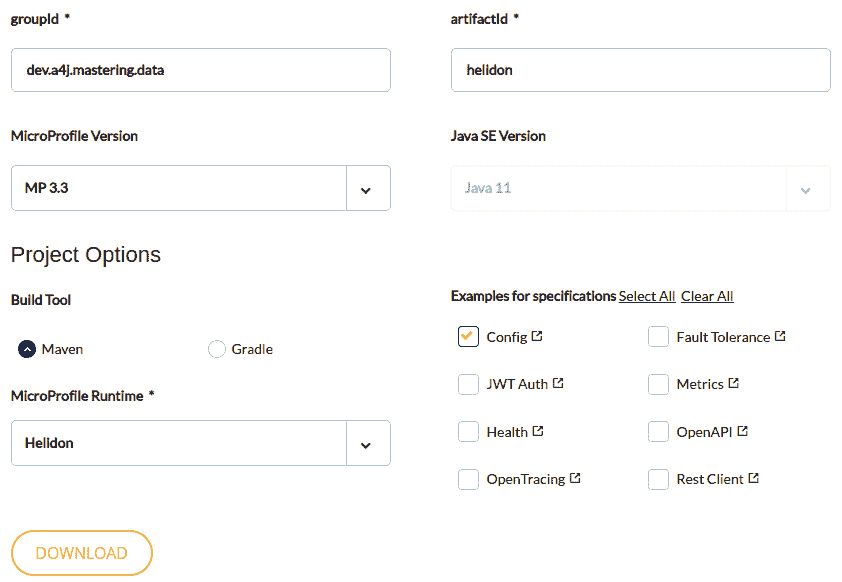 groupId *
artifactId *
dev.a4j.mastering.data
helidon
MicroProfile Version
Java SE Version
MP 3.3
Java 11
Project Options
Build Tool
Examples for specifications Select All Clear All
Maven
Gradle
Config
Fault Tolerance
JWT Auth
Metrics
MicroProfile Runtime *
Helidon
Health
OpenAPI
OpenTracing
Rest Client
DOWNLOAD